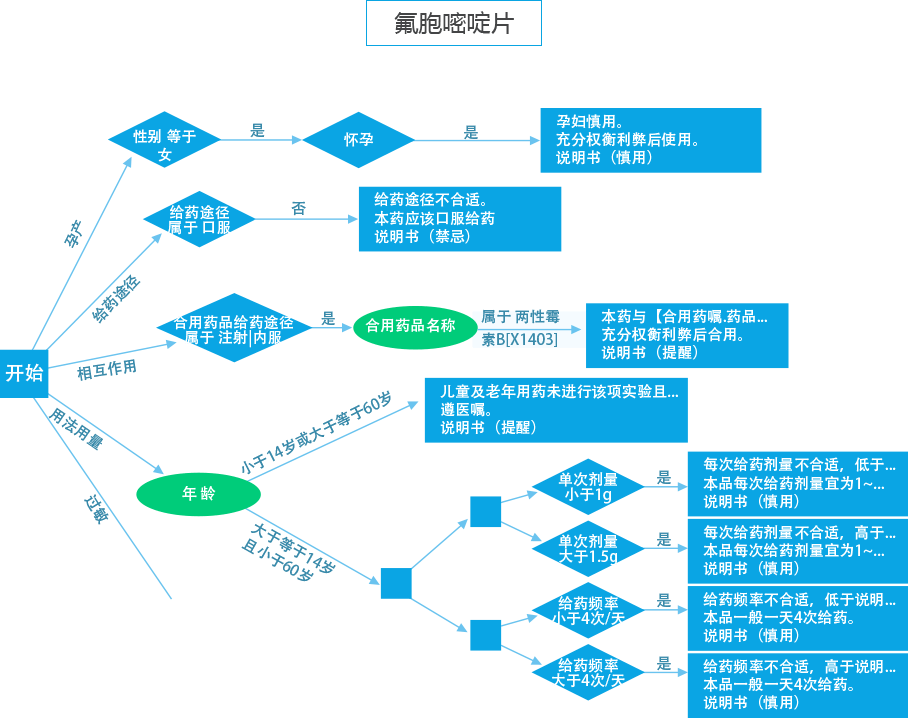 氟胞嘧啶片
性别 等于
女
是
怀孕
是
孕妇慎用。
充分权衡利弊后使用。
说明书（慎用）
孕产
给药途径
属于 口服
否
给药途径不合适。
本药应该口服给药
说明书（禁忌）
给药途径
合用药品给药途径
属于 注射|内服
是
合用药品名称
属于 两性霉
素B[X1403]
本药与【合用药嘱.药品...
充分权衡利弊后合用。
说明书（提醒）
开始
相互作用
用法用量
过敏
年 龄
小于14岁或大于等于60岁
儿童及老年用药未进行该项实验且...
遵医嘱。
说明书（提醒）
大于等于14岁
且小于60岁
单次剂量
小于1g
是
每次给药剂量不合适，低于...
本品每次给药剂量宜为1~...
说明书（慎用）
单次剂量
大于1.5g
是
每次给药剂量不合适，高于...
本品每次给药剂量宜为1~...
说明书（慎用）
给药频率
小于4次/天
是
给药频率不合适，低于说明...
本品一般一天4次给药。
说明书（慎用）
给药频率
大于4次/天
是
给药频率不合适，高于说明...
本品一般一天4次给药。
说明书（慎用）